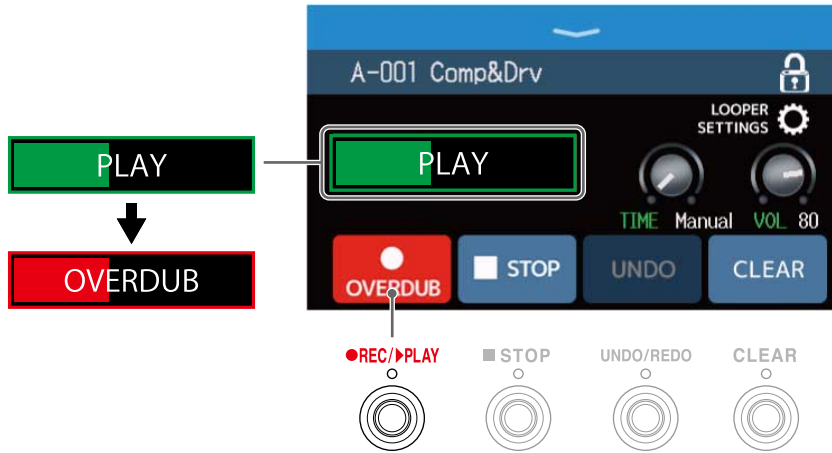 A-001 Comp&Drv
LOOPER
SETTINGS
PLAY
PLAY
TIME Manual VOL 80
OVERDUB
OVERDUB
STOP
UNDO
CLEAR
●REC/▶PLAY
■STOP
UNDO/REDO
CLEAR